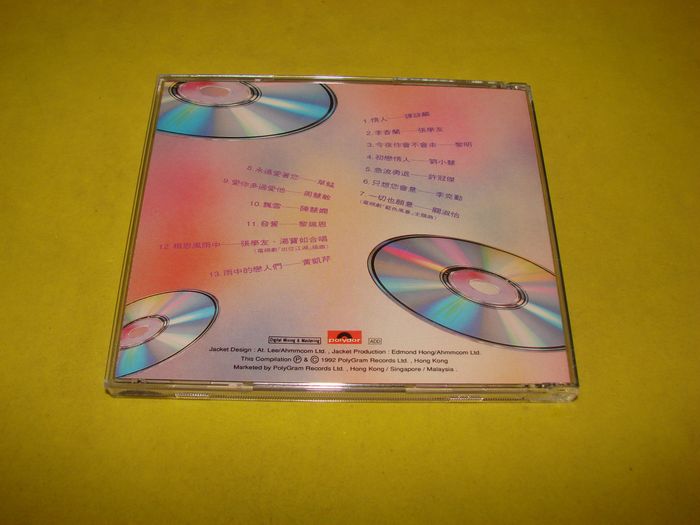 1. 情人——譚詠麟
2. 李香蘭——張學友
3. 今夜你會不會來——黎明
4. 初戀情人——劉小慧
5. 急流勇退——許冠傑
6. 只想您會意——李克勤
7. 一切也願意——關淑怡
8. 永遠愛著您——草蜢
9. 愛你多過愛他——周慧敏
10. 飄雪——陳慧嫻
11. 發誓——黎瑞恩
12. 相思風雨中——張學友、湯寶如合唱
13. 雨中的戀人們——黃凱芹
Digital Mixing & Mastering
polydor
ADD
Jacket Design : At. Lee/Ahmmcom Ltd. , Jacket Production : Edmond Hong/Ahmmcom Ltd.
This Compilation Ⓟ & © 1992 PolyGram Records Ltd. , Hong Kong
Marketed by PolyGram Records Ltd. , Hong Kong / Singapore / Malaysia .